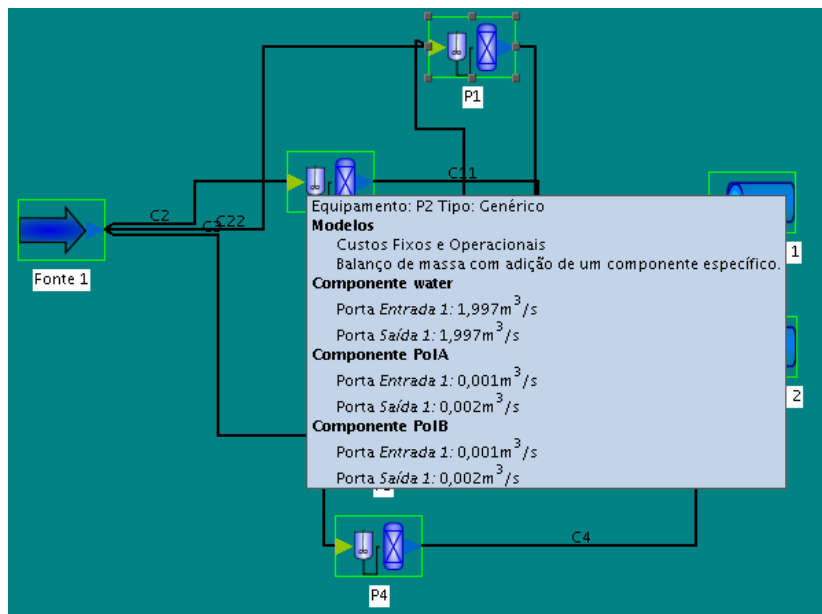 P1
C11
Equipamento: P2 Tipo: Genérico
Modelos
Custos Fixos e Operacionais
Balanço de massa com adição de um componente específico.
Componente water
Porta Entrada 1: 1,997m³/s
Porta Saída 1: 1,997m³/s
Componente PolA
Porta Entrada 1: 0,001m³/s
Porta Saída 1: 0,002m³/s
Componente PolB
Porta Entrada 1: 0,001m³/s
Porta Saída 1: 0,002m³/s
C2
C22
Fonte 1
1
2
C4
P4